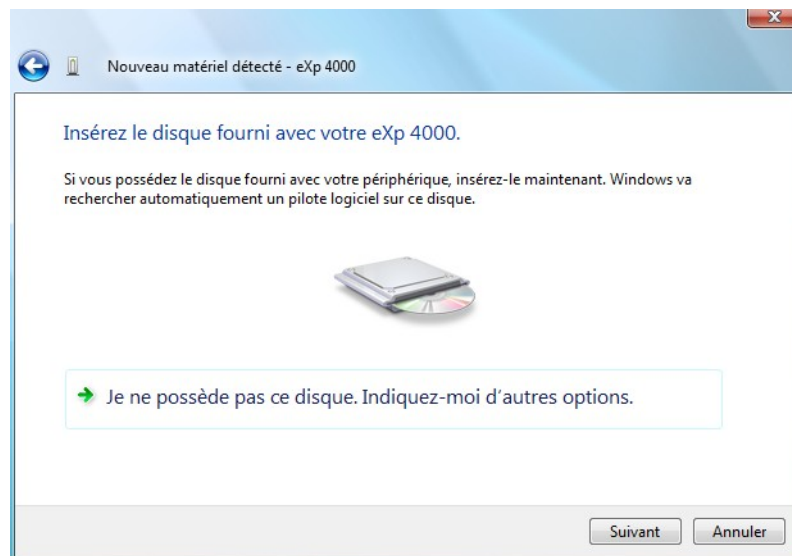 Nouveau matériel détecté - eXp 4000
Insérez le disque fourni avec votre eXp 4000.
Si vous possédez le disque fourni avec votre périphérique, insérez-le maintenant. Windows va
rechercher automatiquement un pilote logiciel sur ce disque.
Je ne possède pas ce disque. Indiquez-moi d'autres options.
Suivant
Annuler